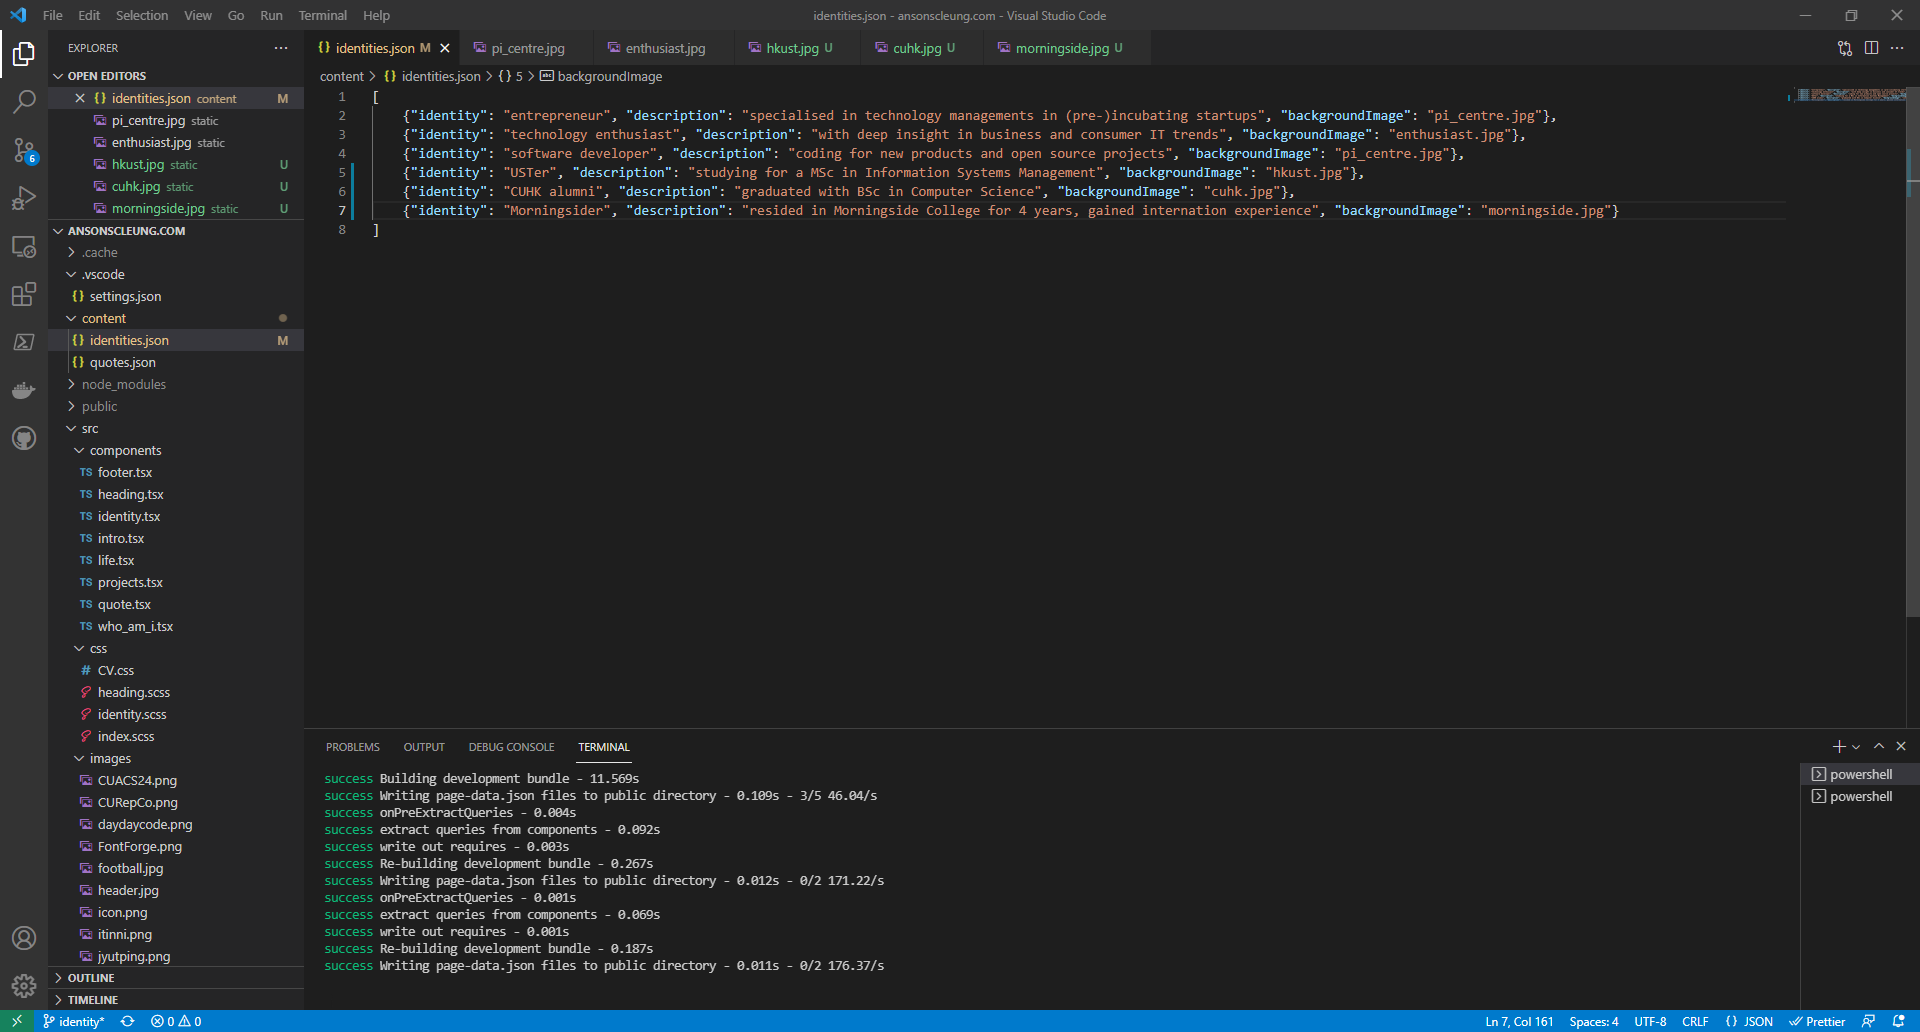 File Edit Selection View Go Run Terminal Help
identities.json - ansonscleung.com - Visual Studio Code
EXPLORER
OPEN EDITORS
identities.json content M
pi_centre.jpg static
enthusiast.jpg static
hkust.jpg static U
cuhk.jpg static U
morningside.jpg static U
6
ANSONSCLEUNG.COM
.cache
.vscode
{} settings.json
content
{} identities.json M
{} quotes.json
node_modules
public
src
components
TS footer.tsx
TS heading.tsx
TS identity.tsx
TS intro.tsx
TS life.tsx
TS projects.tsx
TS quote.tsx
TS who_am_i.tsx
css
# CV.css
heading.scss
identity.scss
index.scss
images
CUACS24.png
CURepCo.png
daydaycode.png
FontForge.png
football.jpg
header.jpg
icon.png
itinni.png
jyutping.png
OUTLINE
TIMELINE
{} identities.json M pi_centre.jpg enthusiast.jpg hkust.jpg U cuhk.jpg U morningside.jpg U
content > {} identities.json > {} 5 > abc backgroundImage
1 [
2 {"identity": "entrepreneur", "description": "specialised in technology managements in (pre-)incubating startups", "backgroundImage": "pi_centre.jpg"},
3 {"identity": "technology enthusiast", "description": "with deep insight in business and consumer IT trends", "backgroundImage": "enthusiast.jpg"},
4 {"identity": "software developer", "description": "coding for new products and open source projects", "backgroundImage": "pi_centre.jpg"},
5 {"identity": "USTer", "description": "studying for a MSc in Information Systems Management", "backgroundImage": "hkust.jpg"},
6 {"identity": "CUHK alumni", "description": "graduated with BSc in Computer Science", "backgroundImage": "cuhk.jpg"},
7 {"identity": "Morningsider", "description": "resided in Morningside College for 4 years, gained internation experience", "backgroundImage": "morningside.jpg"}
8 ]
PROBLEMS OUTPUT DEBUG CONSOLE TERMINAL
success Building development bundle - 11.569s
success Writing page-data.json files to public directory - 0.109s - 3/5 46.04/s
success onPreExtractQueries - 0.004s
success extract queries from components - 0.092s
success write out requires - 0.003s
success Re-building development bundle - 0.267s
success Writing page-data.json files to public directory - 0.012s - 0/2 171.22/s
success onPreExtractQueries - 0.001s
success extract queries from components - 0.069s
success write out requires - 0.001s
success Re-building development bundle - 0.187s
success Writing page-data.json files to public directory - 0.011s - 0/2 176.37/s
powershell
powershell
identity* 0 0 Ln 7, Col 161 Spaces: 4 UTF-8 CRLF {} JSON Prettier